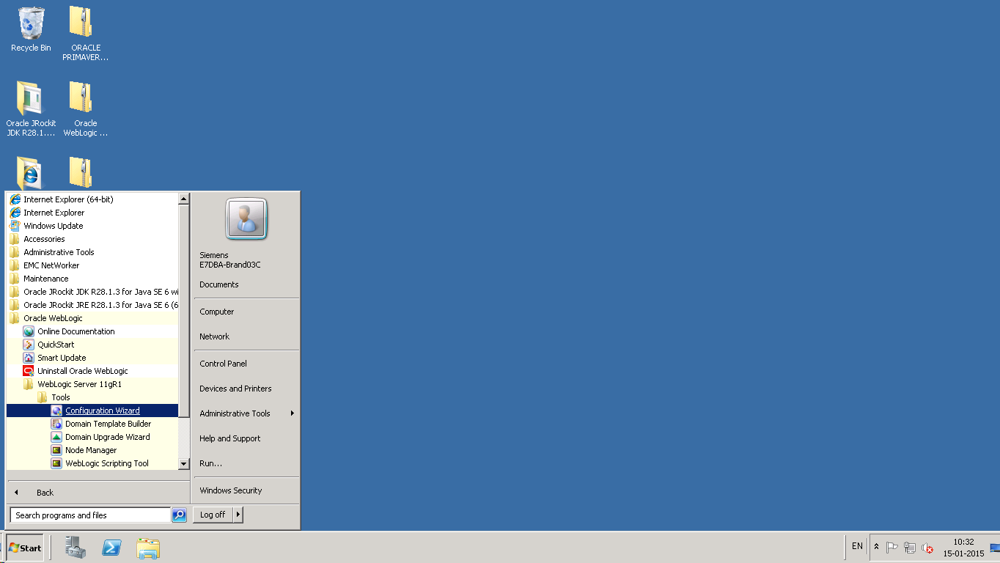 Recycle Bin
ORACLE
PRIMAVER...
Oracle JRockit
JDK R28.1....
Oracle
WebLogic ...
Internet Explorer (64-bit)
Internet Explorer
Windows Update
Accessories
Administrative Tools
EMC NetWorker
Maintenance
Oracle JRockit JDK R28.1.3 for Java SE 6 wi
Oracle JRockit JRE R28.1.3 for Java SE 6 (6
Oracle WebLogic
Online Documentation
QuickStart
Smart Update
Uninstall Oracle WebLogic
WebLogic Server 11gR1
Tools
Configuration Wizard
Domain Template Builder
Domain Upgrade Wizard
Node Manager
WebLogic Scripting Tool
Back
Search programs and files
Siemens
E7DBA-Brand03C
Documents
Computer
Network
Control Panel
Devices and Printers
Administrative Tools
Help and Support
Run...
Windows Security
Log off
Start
EN
10:32
15-01-2015